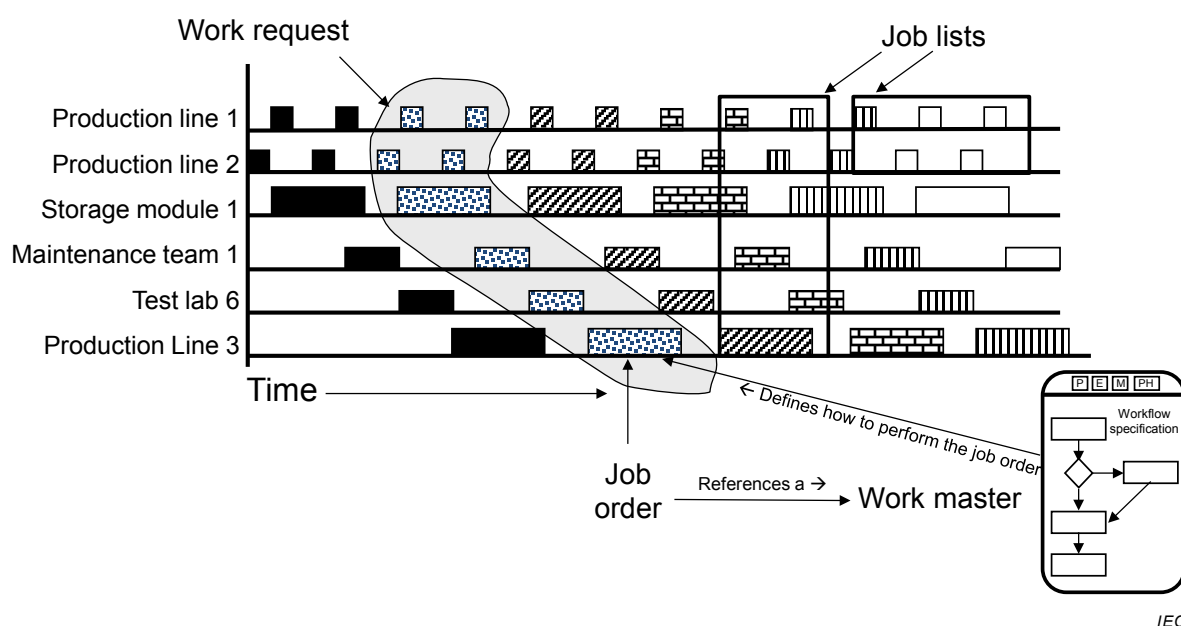 Work request
Job lists
Production line 1
Production line 2
Storage module 1
Maintenance team 1
Test lab 6
Production Line 3
Time
← Defines how to perform the job order
Job
order
References a →
Work master
P E M PH
Workflow
specification
IEC